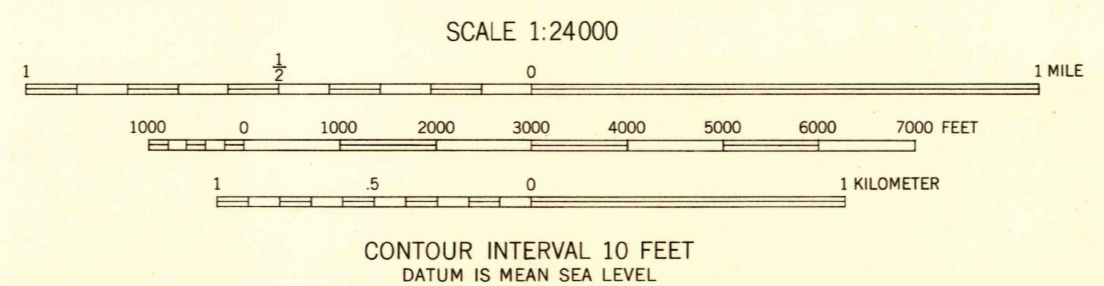 SCALE 1:24000
1 1/2 0 1 MILE
1000 0 1000 2000 3000 4000 5000 6000 7000 FEET
1 .5 0 1 KILOMETER
CONTOUR INTERVAL 10 FEET
DATUM IS MEAN SEA LEVEL